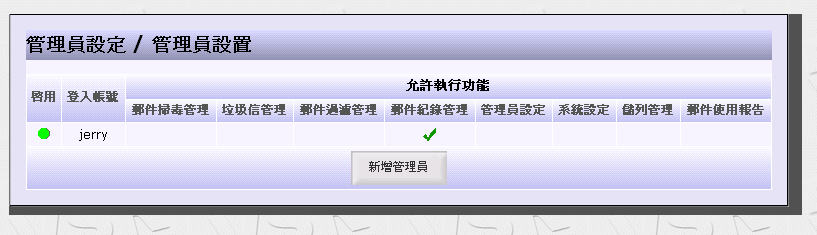 管理員設定 / 管理員設置
啓用 登入帳號 允許執行功能
郵件掃毒管理 垃圾信管理 郵件過濾管理 郵件紀錄管理 管理員設定 系統設定 儲列管理 郵件使用報告
jerry
新增管理員